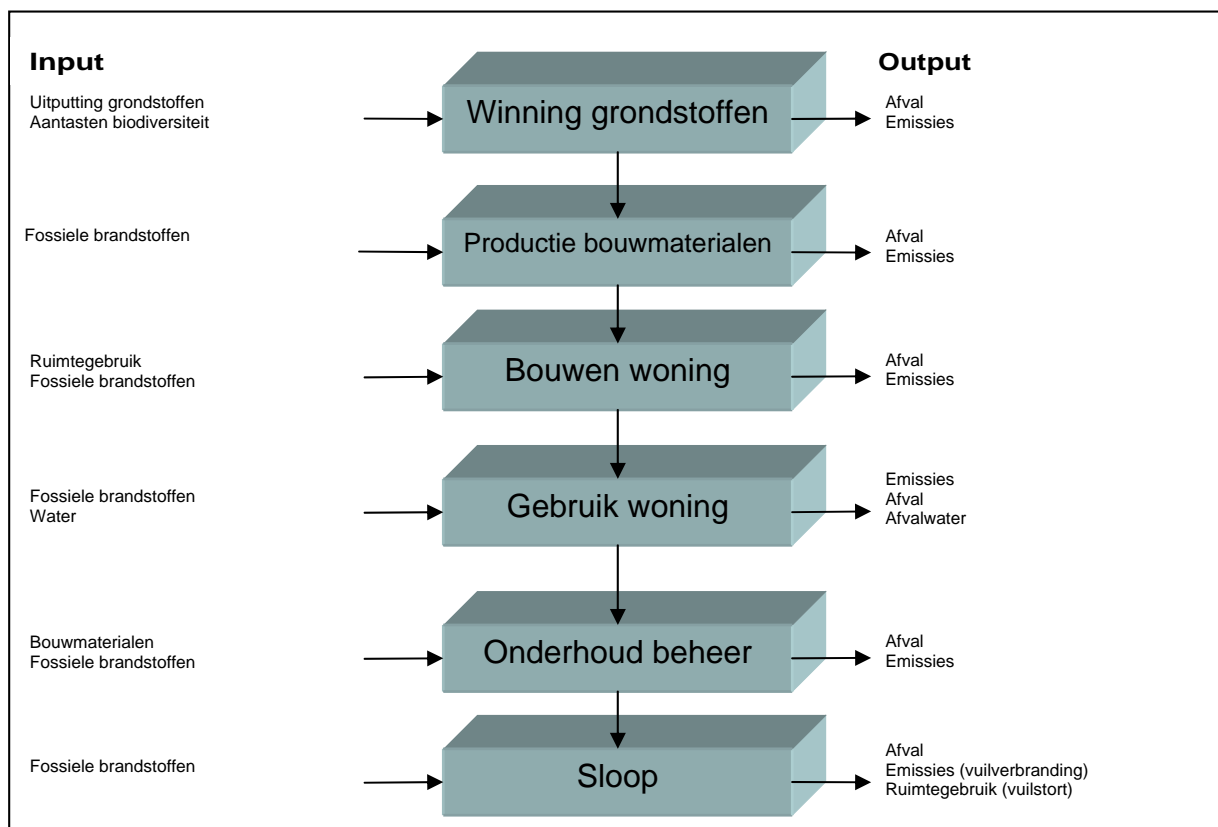 Input
Output
Uitputting grondstoffen
Aantasten biodiversiteit
Winning grondstoffen
Afval
Emissies
Fossiele brandstoffen
Productie bouwmaterialen
Afval
Emissies
Ruimtegebruik
Fossiele brandstoffen
Bouwen woning
Afval
Emissies
Fossiele brandstoffen
Water
Gebruik woning
Emissies
Afval
Afvalwater
Bouwmaterialen
Fossiele brandstoffen
Onderhoud beheer
Afval
Emissies
Fossiele brandstoffen
Sloop
Afval
Emissies (vuilverbranding)
Ruimtegebruik (vuilstort)